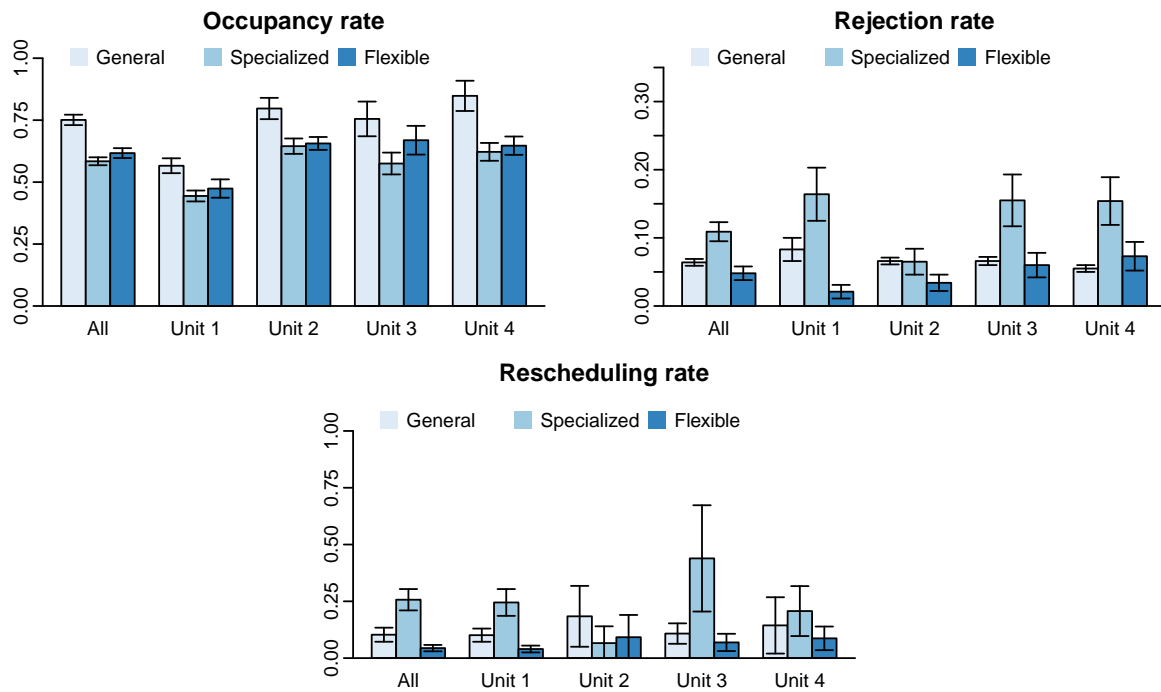 Occupancy rate
General Specialized Flexible
1.00
0.75
0.50
0.25
0.00
All Unit 1 Unit 2 Unit 3 Unit 4
Rejection rate
General Specialized Flexible
0.30
0.20
0.10
0.00
All Unit 1 Unit 2 Unit 3 Unit 4
Rescheduling rate
General Specialized Flexible
1.00
0.75
0.50
0.25
0.00
All Unit 1 Unit 2 Unit 3 Unit 4